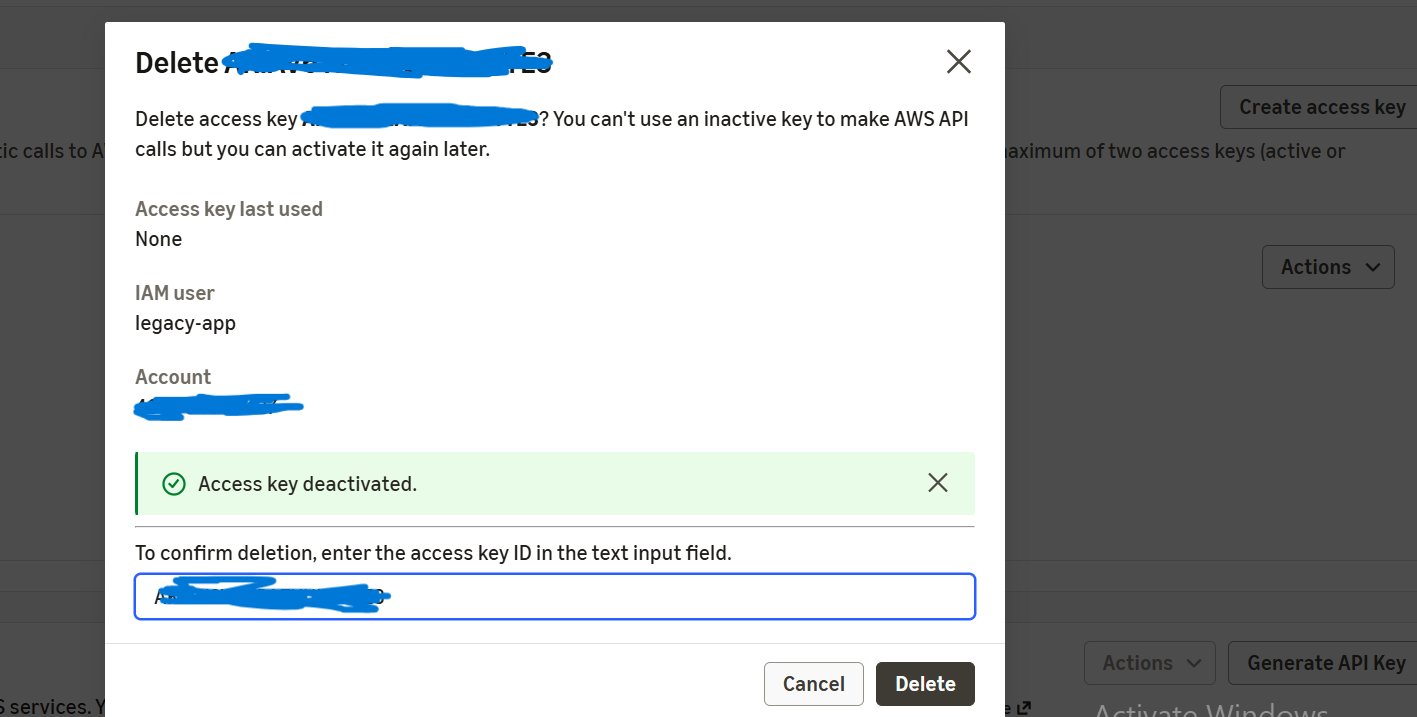 Delete
Create access key
Delete access key ? You can't use an inactive key to make AWS API
calls but you can activate it again later.
tic calls to A
aximum of two access keys (active or
Access key last used
None
Actions
IAM user
legacy-app
Account
Access key deactivated.
To confirm deletion, enter the access key ID in the text input field.
Actions
Generate API Key
Cancel
Delete
S services. Y
e
Activate Windows